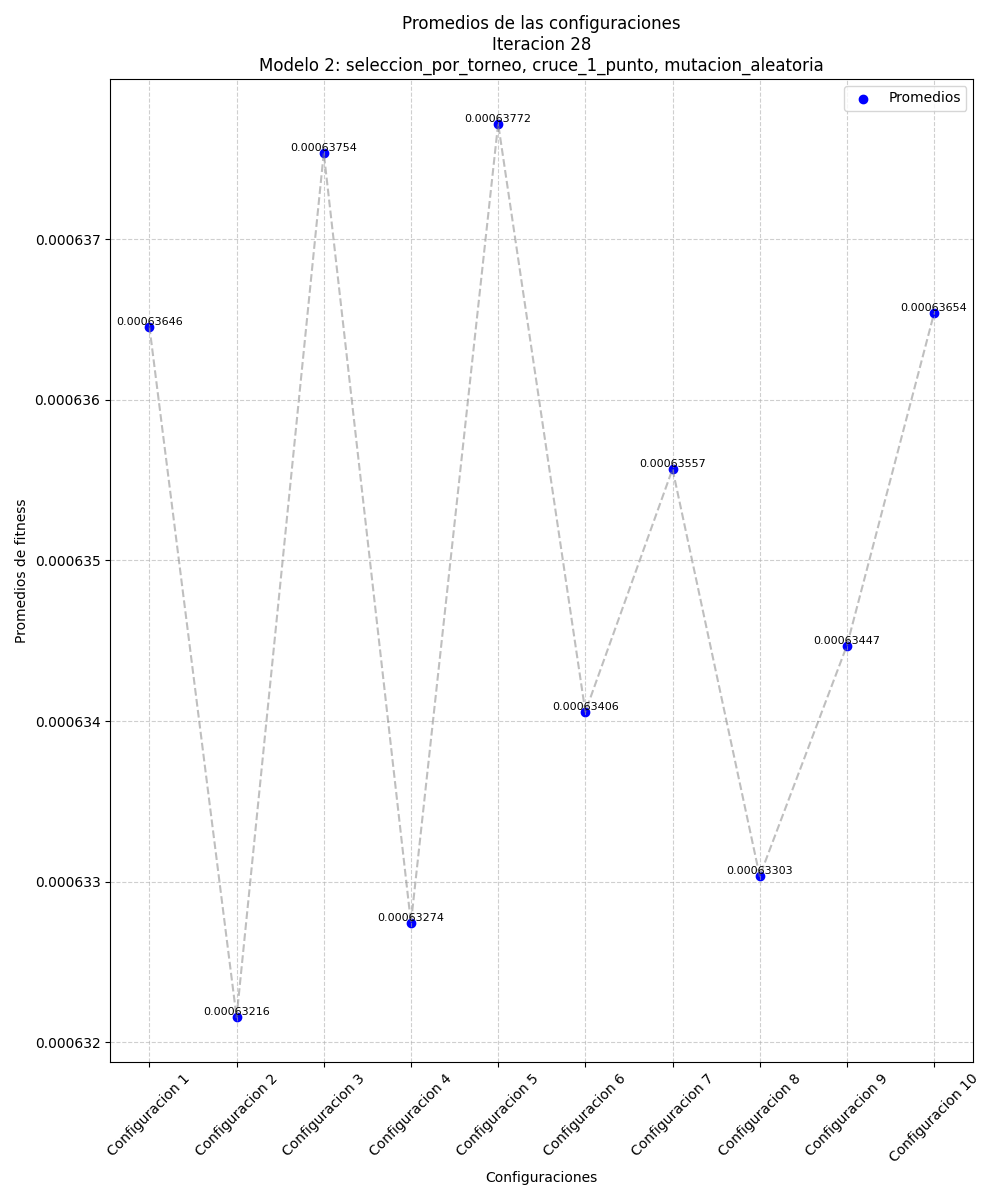 Promedios de las configuraciones
Iteracion 28
Modelo 2: seleccion_por_torneo, cruce_1_punto, mutacion_aleatoria
Promedios
0.00063772
0.00063754
0.000637
0.00063654
0.00063646
0.000636
0.00063557
0.000635
0.00063447
0.00063406
0.000634
0.00063303
0.000633
0.00063274
0.00063216
0.000632
Promedios de fitness
Configuracion 1
Configuracion 2
Configuracion 3
Configuracion 4
Configuracion 5
Configuracion 6
Configuracion 7
Configuracion 8
Configuracion 9
Configuracion 10
Configuraciones